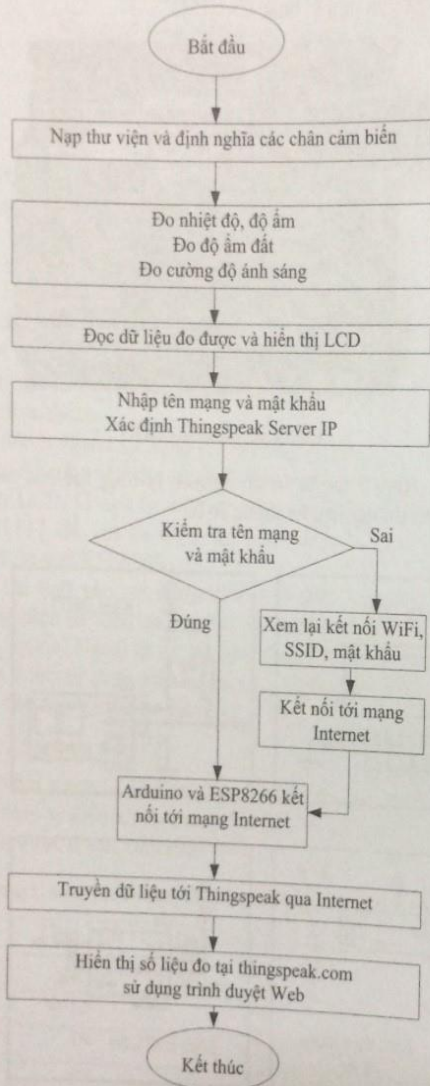 Bắt đầu
Nạp thư viện và định nghĩa các chân cảm biến
Đo nhiệt độ, độ ẩm
Đo độ ẩm đất
Đo cường độ ánh sáng
Đọc dữ liệu đo được và hiển thị LCD
Nhập tên mạng và mật khẩu
Xác định Thingspeak Server IP
Kiểm tra tên mạng
và mật khẩu
Sai
Đúng
Xem lại kết nối WiFi,
SSID, mật khẩu
Kết nối tới mạng
Internet
Arduino và ESP8266 kết
nối tới mạng Internet
Truyền dữ liệu tới Thingspeak qua Internet
Hiển thị số liệu đo tại thingspeak.com
sử dụng trình duyệt Web
Kết thúc